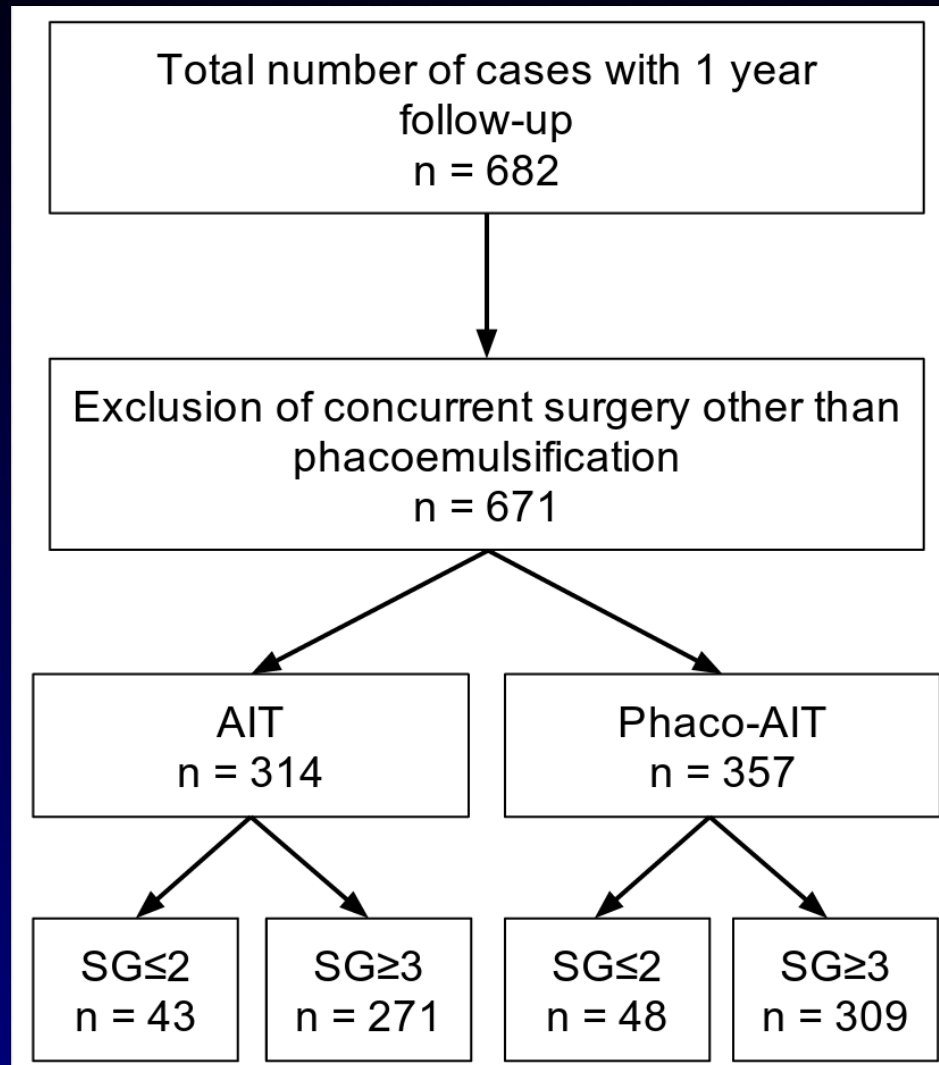 Total number of cases with 1 year
follow-up
n = 682
Exclusion of concurrent surgery other than
phacoemulsification
n = 671
AIT
n = 314
Phaco-AIT
n = 357
SG≤2
n = 43
SG≥3
n = 271
SG≤2
n = 48
SG≥3
n = 309